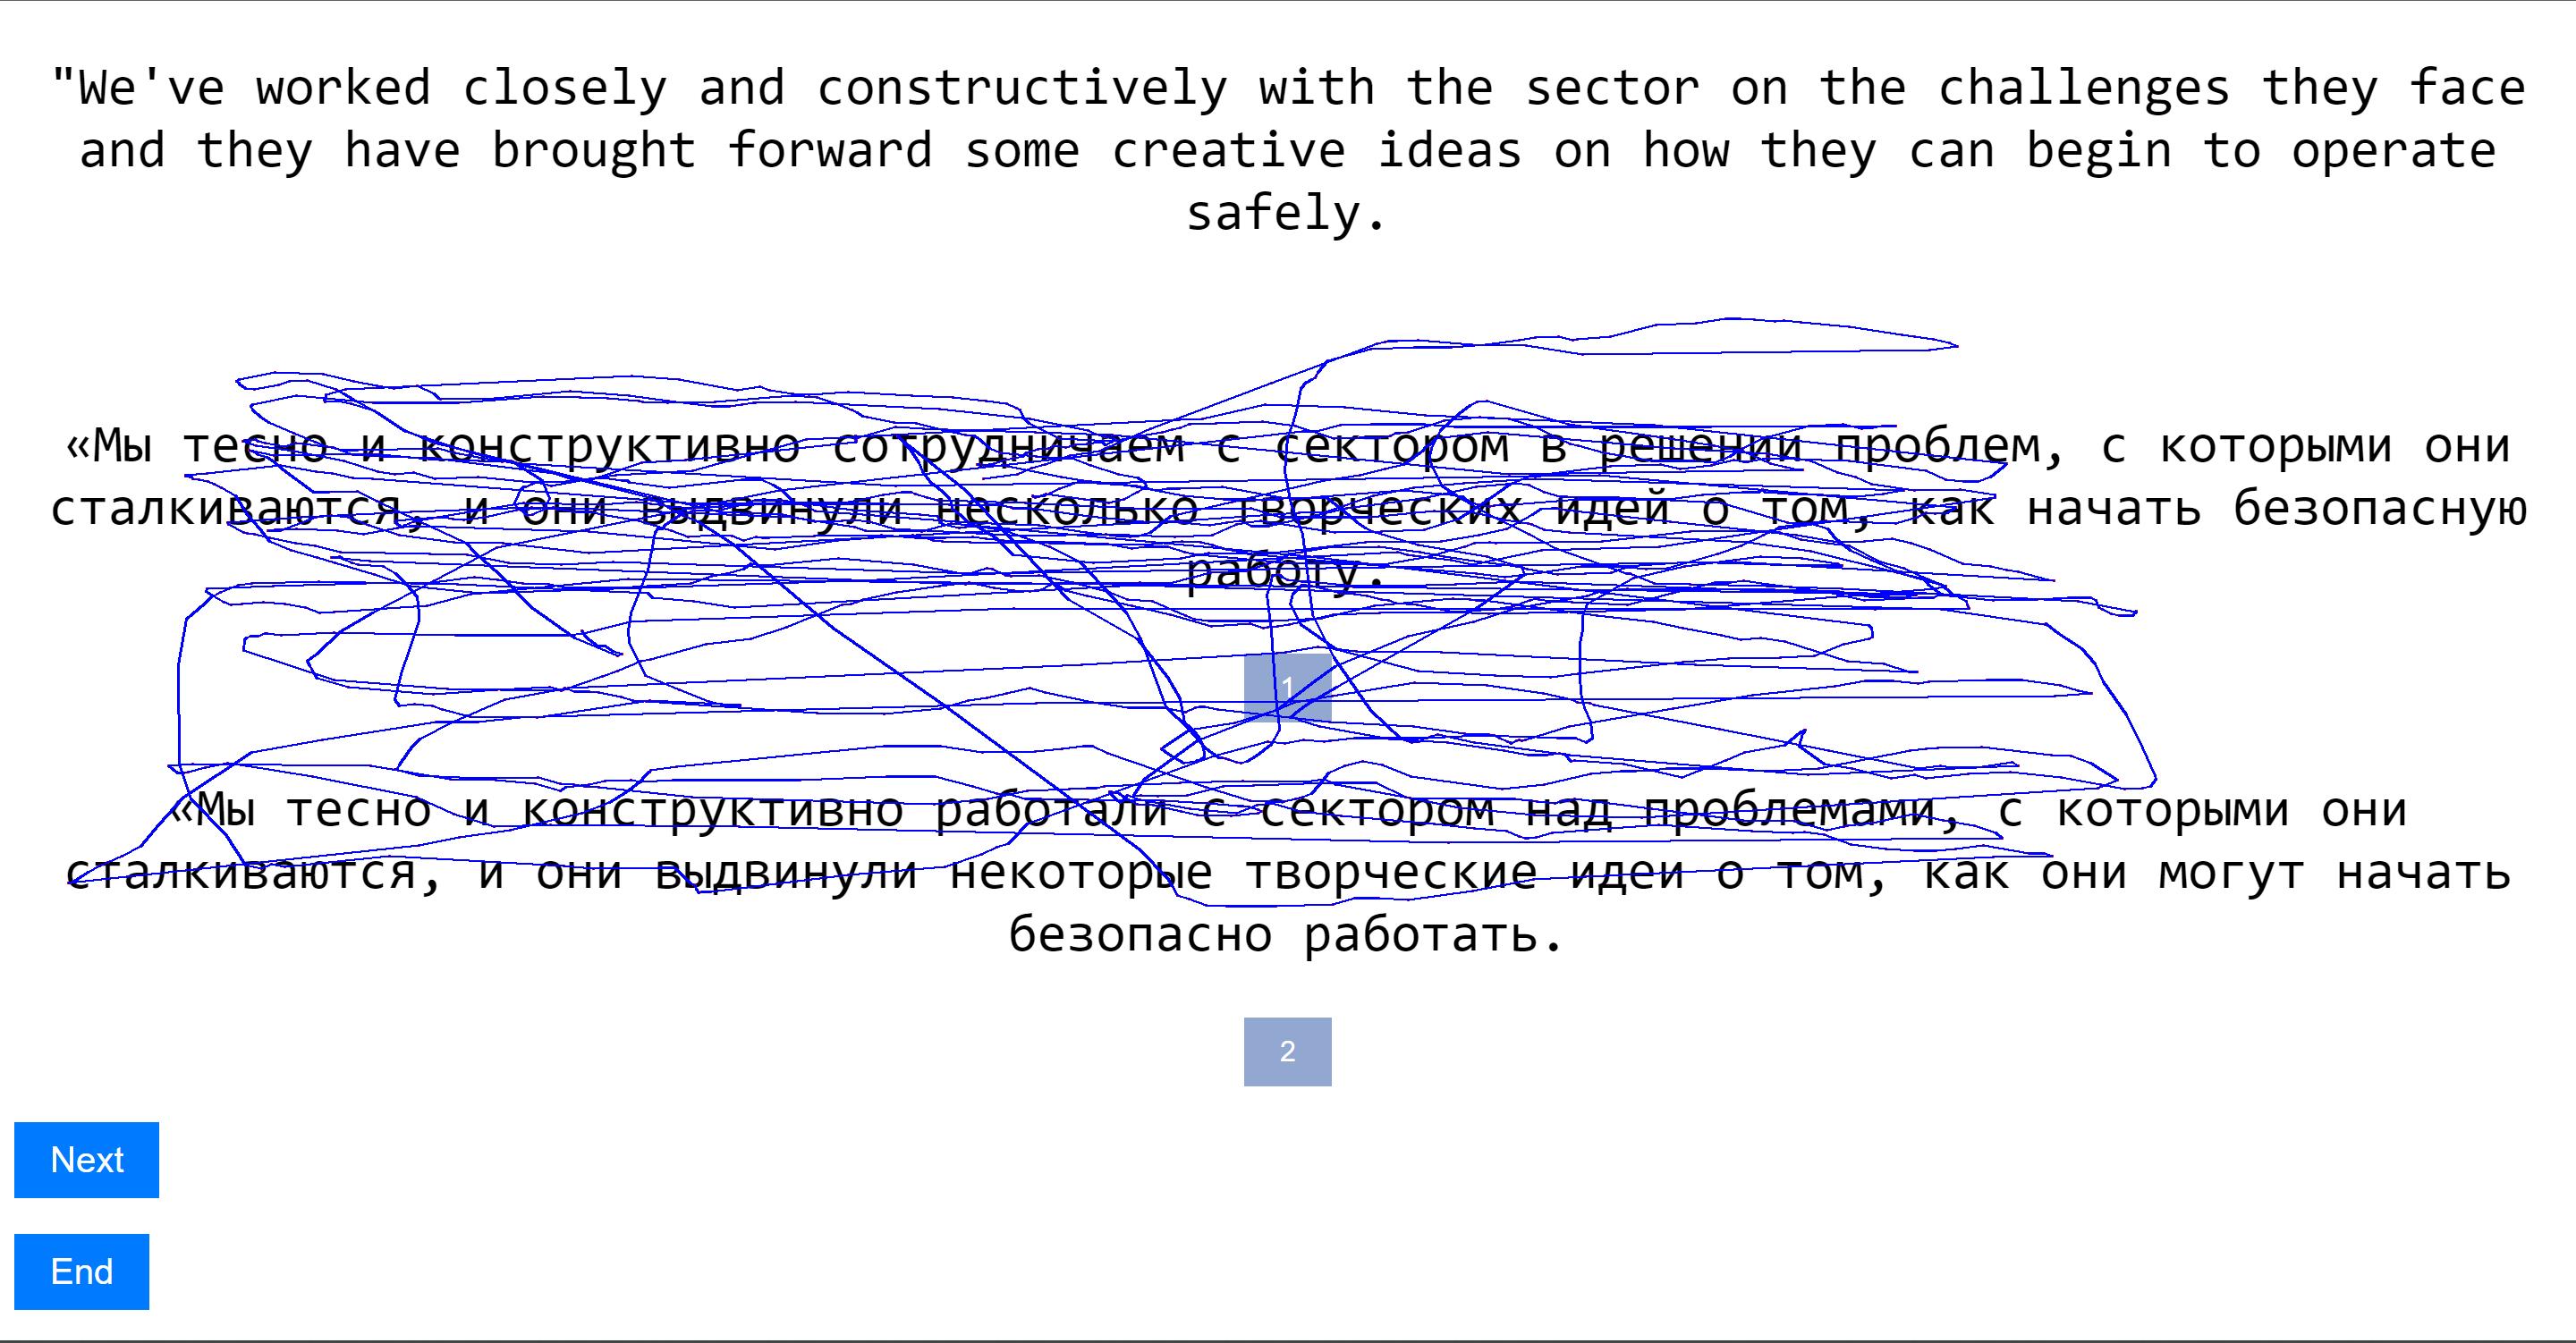 "We've worked closely and constructively with the sector on the challenges they face
and they have brought forward some creative ideas on how they can begin to operate
safely.
«Мы тесно и конструктивно сотрудничаем с сектором в решении проблем, с которыми они
сталкиваются, и они выдвинули несколько творческих идей о том, как начать безопасную
работу.
1
«Мы тесно и конструктивно работали с сектором над проблемами, с которыми они
сталкиваются, и они выдвинули некоторые творческие идеи о том, как они могут начать
безопасно работать.
2
Next
End